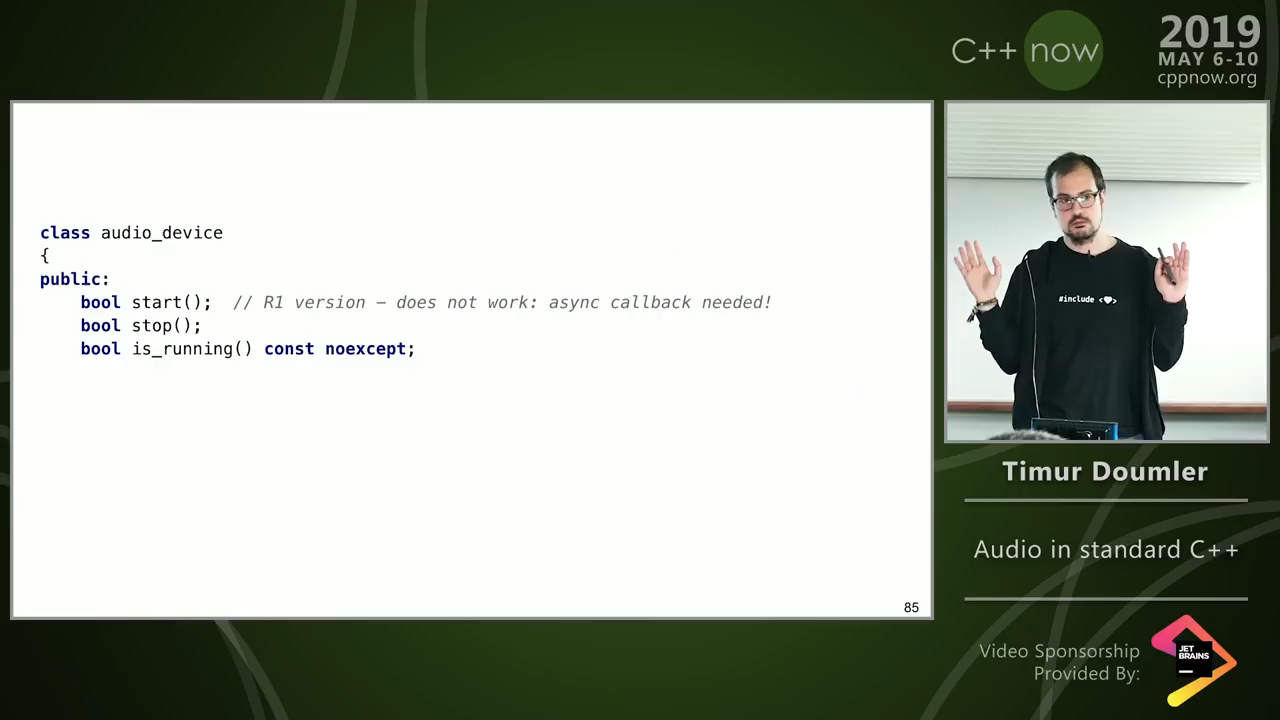 C++ now
2019
MAY 6-10
cppnow.org
class audio_device
{
public:
    bool start();  // R1 version – does not work: async callback needed!
    bool stop();
    bool is_running() const noexcept;
85
#include <♥>
Timur Doumler
Audio in standard C++
Video Sponsorship
Provided By:
JET
BRAINS